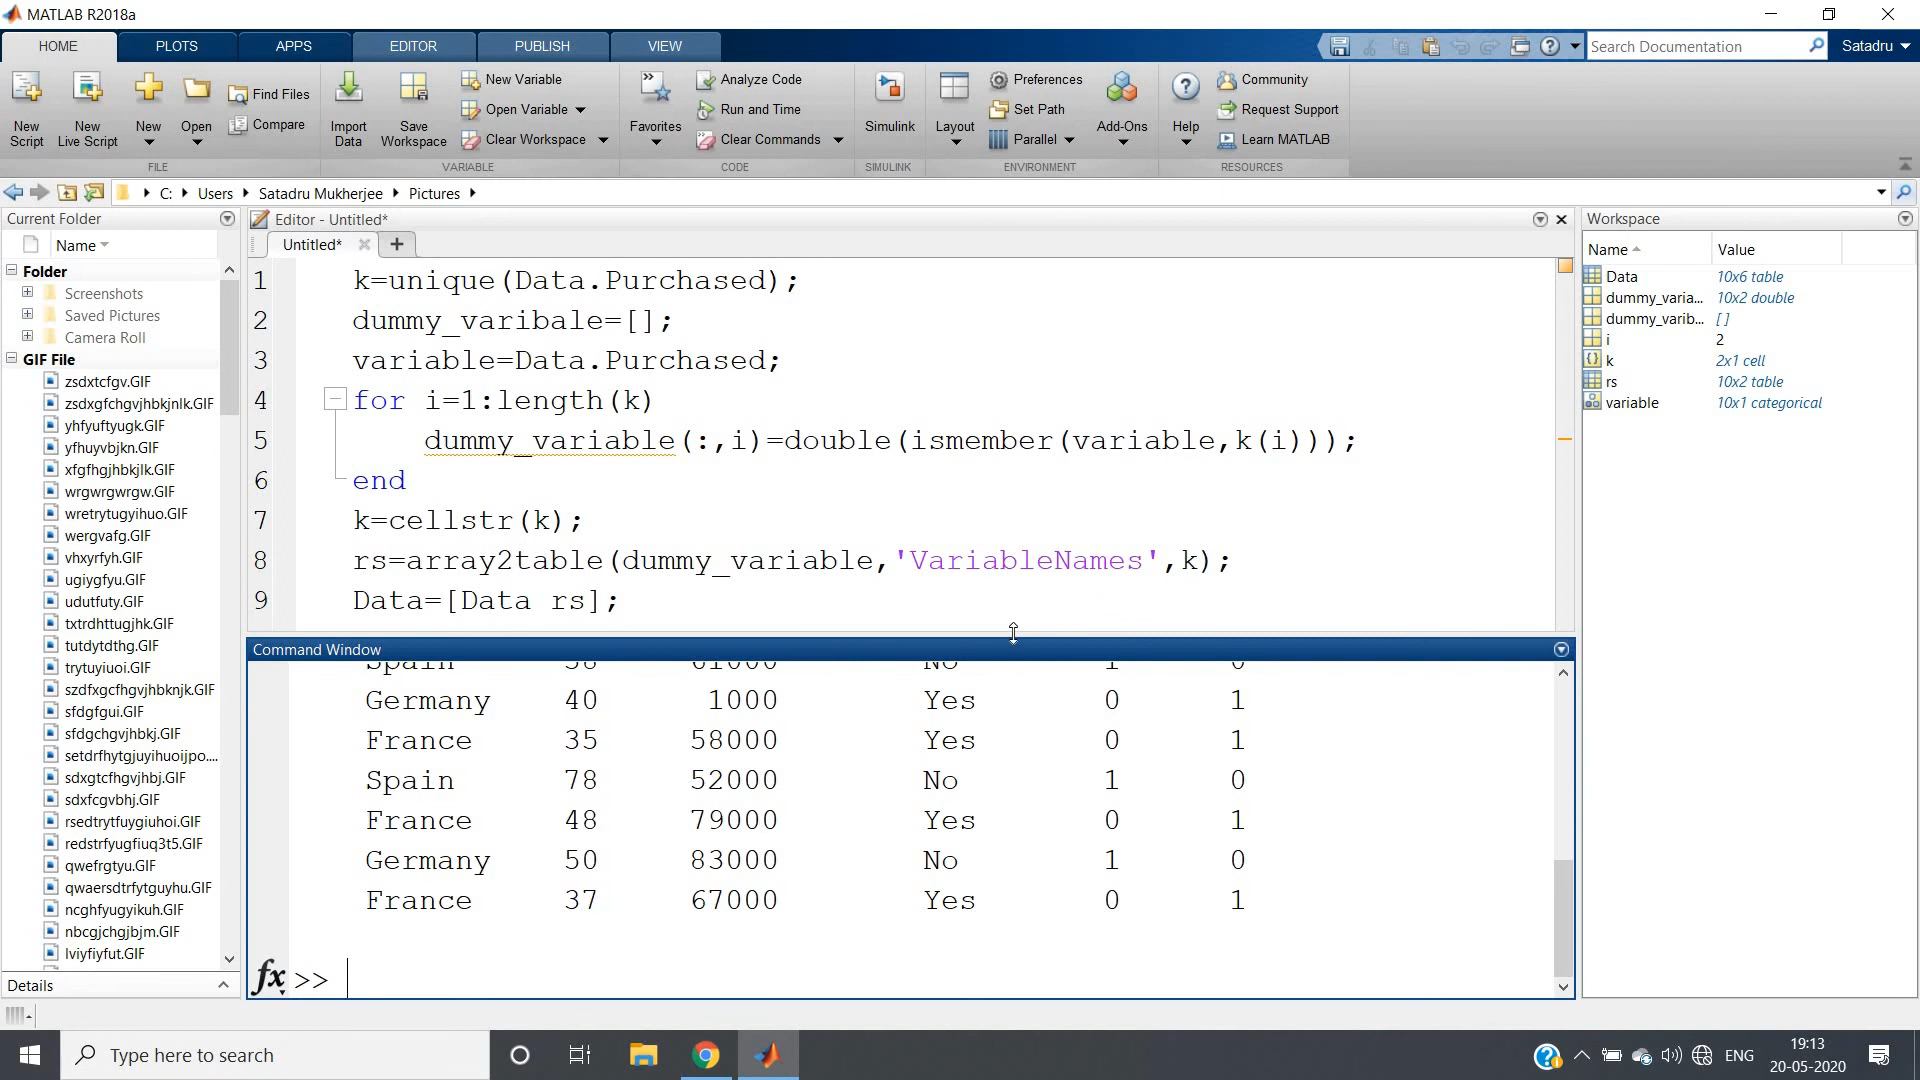 MATLAB R2018a
HOME PLOTS APPS EDITOR PUBLISH VIEW Search Documentation Satadru
New Script
New Live Script
New
Open
Find Files
Compare
FILE
Import Data
Save Workspace
New Variable
Open Variable
Clear Workspace
VARIABLE
Favorites
Analyze Code
Run and Time
Clear Commands
CODE
Simulink
SIMULINK
Layout
Preferences
Set Path
Parallel
Add-Ons
ENVIRONMENT
Help
Community
Request Support
Learn MATLAB
RESOURCES
C: Users Satadru Mukherjee Pictures
Current Folder
Name
Folder
Screenshots
Saved Pictures
Camera Roll
GIF File
zsdxtcfgv.GIF
zsdxgfchgvjhbkjnlk.GIF
yhfyuftyugk.GIF
yfhuyvbjkn.GIF
xfgfhgjhbkjlk.GIF
wrgwrgwrgw.GIF
wretrytugyihuo.GIF
wergvafg.GIF
vhxyrfyh.GIF
ugiygfyu.GIF
udutfuty.GIF
txtrdhttugjhk.GIF
tutdytdthg.GIF
trytuyiuoi.GIF
szdfxgcfhgvjhbknjk.GIF
sfdgfgui.GIF
sfdgchgvjhbkj.GIF
setdrfhytgjuyihuoijpo....
sdxgtcfhgvjhbj.GIF
sdxfcgvbhj.GIF
rsedtrytfuygiuhoi.GIF
redstrfyugfiuq3t5.GIF
qwefrgtyu.GIF
qwaersdtrfytguyhu.GIF
ncghfyugyikuh.GIF
nbcgjchgjbjm.GIF
lviyfiyfut.GIF
Details
Editor - Untitled*
Untitled*
1 k=unique(Data.Purchased);
2 dummy_varibale=[];
3 variable=Data.Purchased;
4 for i=1:length(k)
5 dummy_variable(:,i)=double(ismember(variable,k(i)));
6 end
7 k=cellstr(k);
8 rs=array2table(dummy_variable,'VariableNames',k);
9 Data=[Data rs];
Command Window
Spain 38 61000 No 1 0
Germany 40 1000 Yes 0 1
France 35 58000 Yes 0 1
Spain 78 52000 No 1 0
France 48 79000 Yes 0 1
Germany 50 83000 No 1 0
France 37 67000 Yes 0 1
fx >>
Workspace
Name Value
Data 10x6 table
dummy_varia... 10x2 double
dummy_varib... []
i 2
k 2x1 cell
rs 10x2 table
variable 10x1 categorical
Type here to search
ENG
19:13
20-05-2020